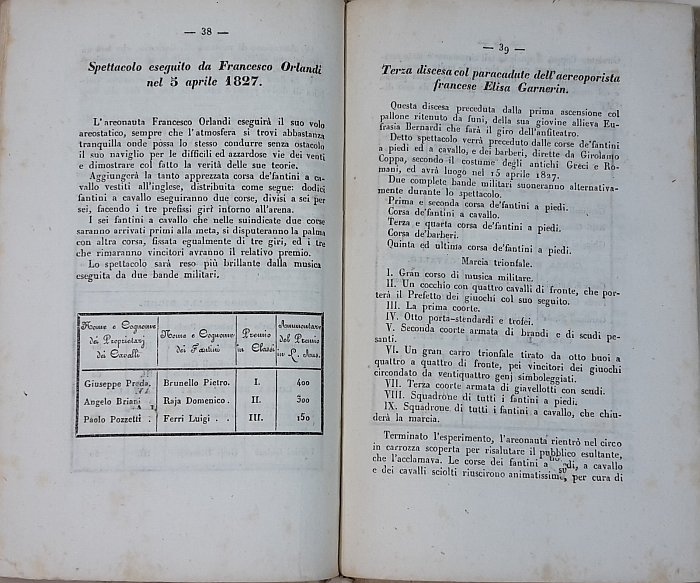 — 38 —
Spettacolo eseguito da Francesco Orlandi
nel 5 aprile 1827.
L'areonauta Francesco Orlandi eseguirà il suo volo
areostatico, sempre che l'atmosfera si trovi abbastanza
tranquilla onde possa lo stesso condurre senza ostacolo
il suo naviglio per le difficili ed azzardose vie dei venti
e dimostrare col fatto la verità delle sue teorie.
Aggiungerà la tanto apprezzata corsa de'fantini a ca-
vallo vestiti all'inglese, distribuita come segue: dodici
fantini a cavallo eseguiranno due corse, divisi a sei per
sei, facendo i tre prefissi giri intorno all'arena.
I sei fantini a cavallo che nelle suindicate due corse
saranno arrivati primi alla meta, si disputeranno la palma
con altra corsa, fissata egualmente di tre giri, ed i tre
che rimarranno vincitori avranno il relativo premio.
Lo spettacolo sarà reso più brillante dalla musica
eseguita da due bande militari.
Nome e Cognome dei Proprietarj dei Cavalli
Nome e Cognome dei Fantini
Premio in Classi
Ammontare del Premio in L. Aus.
Giuseppe Preda. Brunello Pietro. I. 400
Angelo Briani . Raja Domenico. II. 300
Paolo Pozzetti . Ferri Luigi . . III. 150
— 39 —
Terza discesa col paracadute dell'aereoporista
francese Elisa Garnerin.
Questa discesa preceduta dalla prima ascensione col
pallone ritenuto da funi, della sua giovine allieva Eu-
frasia Bernardi che farà il giro dell'anfiteatro.
Detto spettacolo verrà preceduto dalle corse de'fantini
a piedi ed a cavallo, e dei barberi, dirette da Girolamo
Coppa, secondo il costume degli antichi Greci e Ro-
mani, ed avrà luogo nel 15 aprile 1827.
Due complete bande militari suoneranno alternativa-
mente durante lo spettacolo.
Prima e seconda corsa de'fantini a piedi.
Corsa de'fantini a cavallo.
Terza e quarta corsa de'fantini a piedi.
Corsa de'barberi.
Quinta ed ultima corsa de'fantini a piedi.
Marcia trionfale.
I. Gran corso di musica militare.
II. Un cocchio con quattro cavalli di fronte, che por-
terà il Prefetto dei giuochi col suo seguito.
III. La prima coorte.
IV. Otto porta-stendardi e trofei.
V. Seconda coorte armata di brandi e di scudi pe-
santi.
VI. Un gran carro trionfale tirato da otto buoi a
quattro a quattro di fronte, pei vincitori dei giuochi
circondato da ventiquattro genj simboleggiati.
VII. Terza coorte armata di giavellotti con scudi.
VIII. Squadrone di tutti i fantini a piedi.
IX. Squadrone di tutti i fantini a cavallo, che chiu-
derà la marcia.
Terminato l'esperimento, l'areonauta rientrò nel circo
in carrozza scoperta per risalutare il pubblico esultante,
che l'acclamava. Le corse dei fantini a a cavallo
e dei cavalli sciolti riuscirono animatissime, per cura di